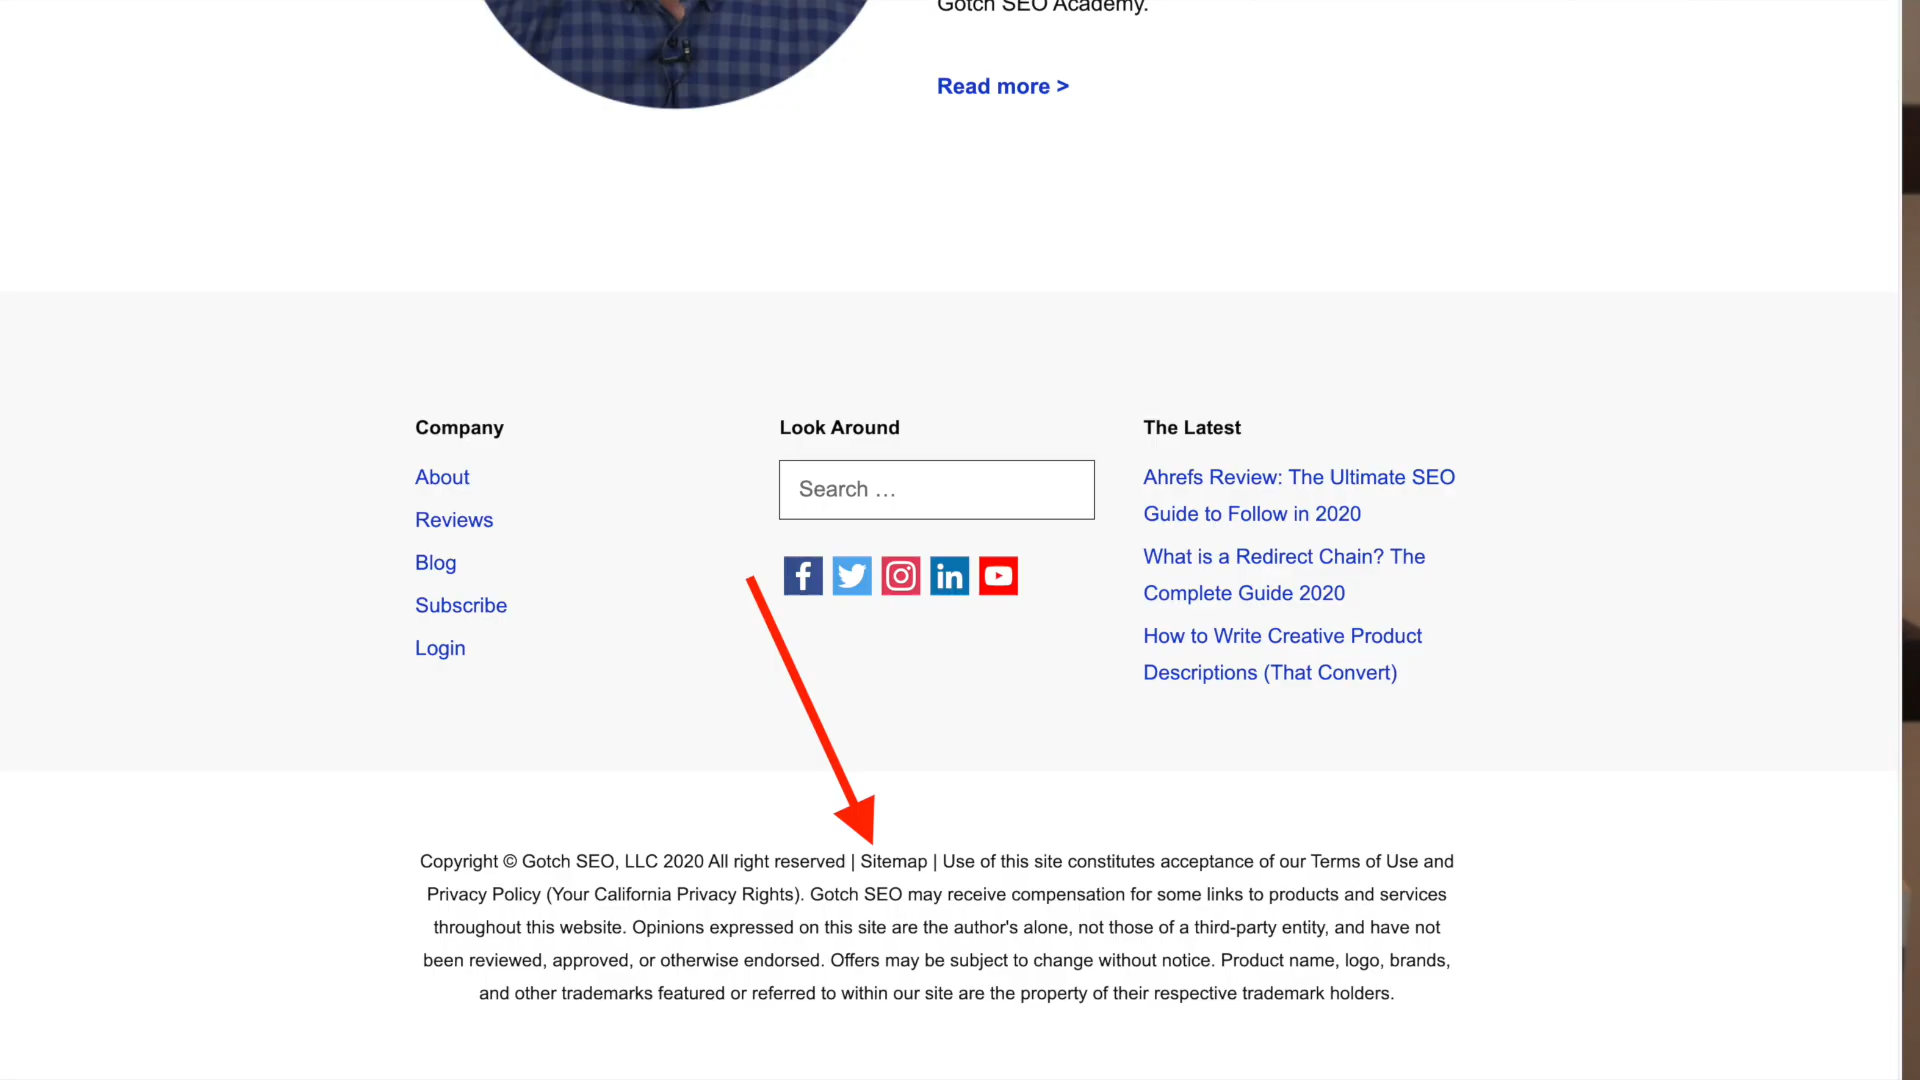 Gotch SEO Academy.
Read more >
Company
About
Reviews
Blog
Subscribe
Login
Look Around
Search …
f
in
The Latest
Ahrefs Review: The Ultimate SEO
Guide to Follow in 2020
What is a Redirect Chain? The
Complete Guide 2020
How to Write Creative Product
Descriptions (That Convert)
Copyright © Gotch SEO, LLC 2020 All right reserved | Sitemap | Use of this site constitutes acceptance of our Terms of Use and
Privacy Policy (Your California Privacy Rights). Gotch SEO may receive compensation for some links to products and services
throughout this website. Opinions expressed on this site are the author's alone, not those of a third-party entity, and have not
been reviewed, approved, or otherwise endorsed. Offers may be subject to change without notice. Product name, logo, brands,
and other trademarks featured or referred to within our site are the property of their respective trademark holders.